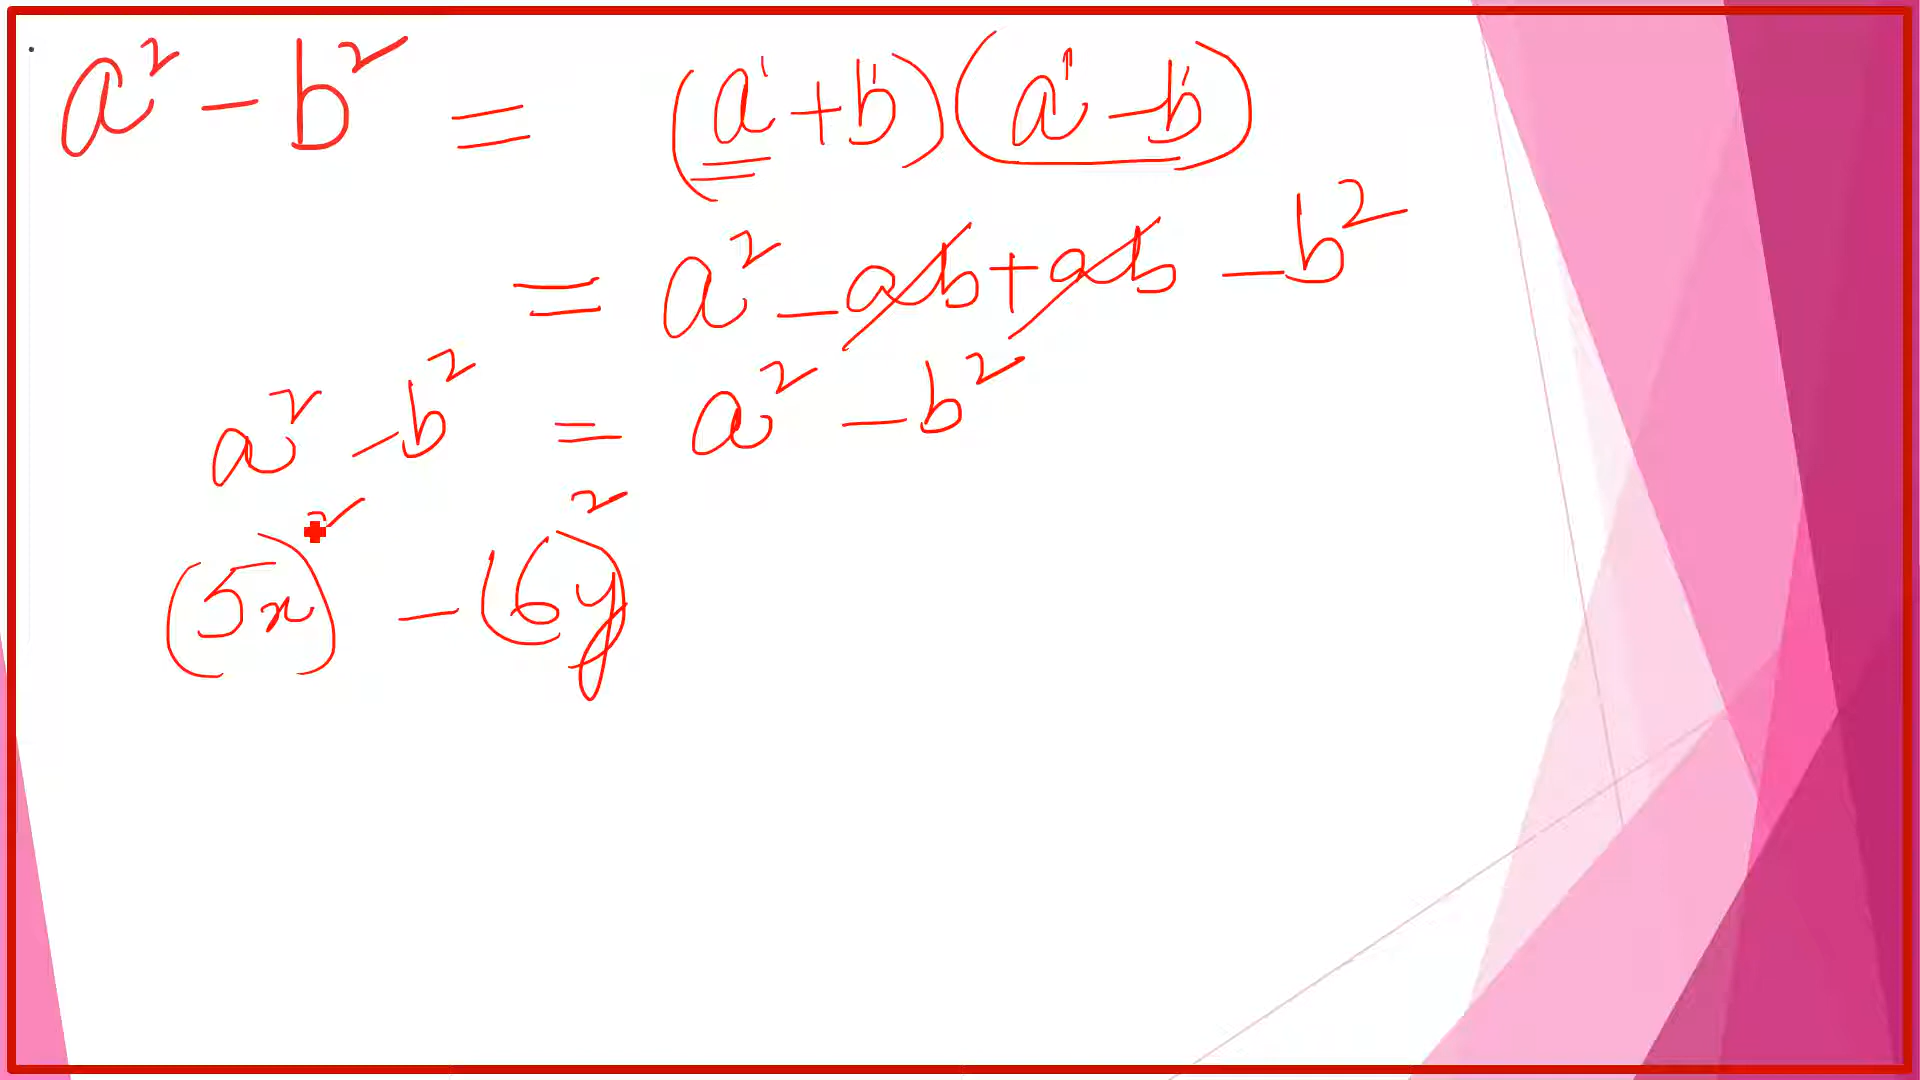 a² - b² = (a¹ + b¹)(a¹ - b¹)
= a² - ab + ab - b²
a² - b² = a² - b²
(5x)² - (6y)²